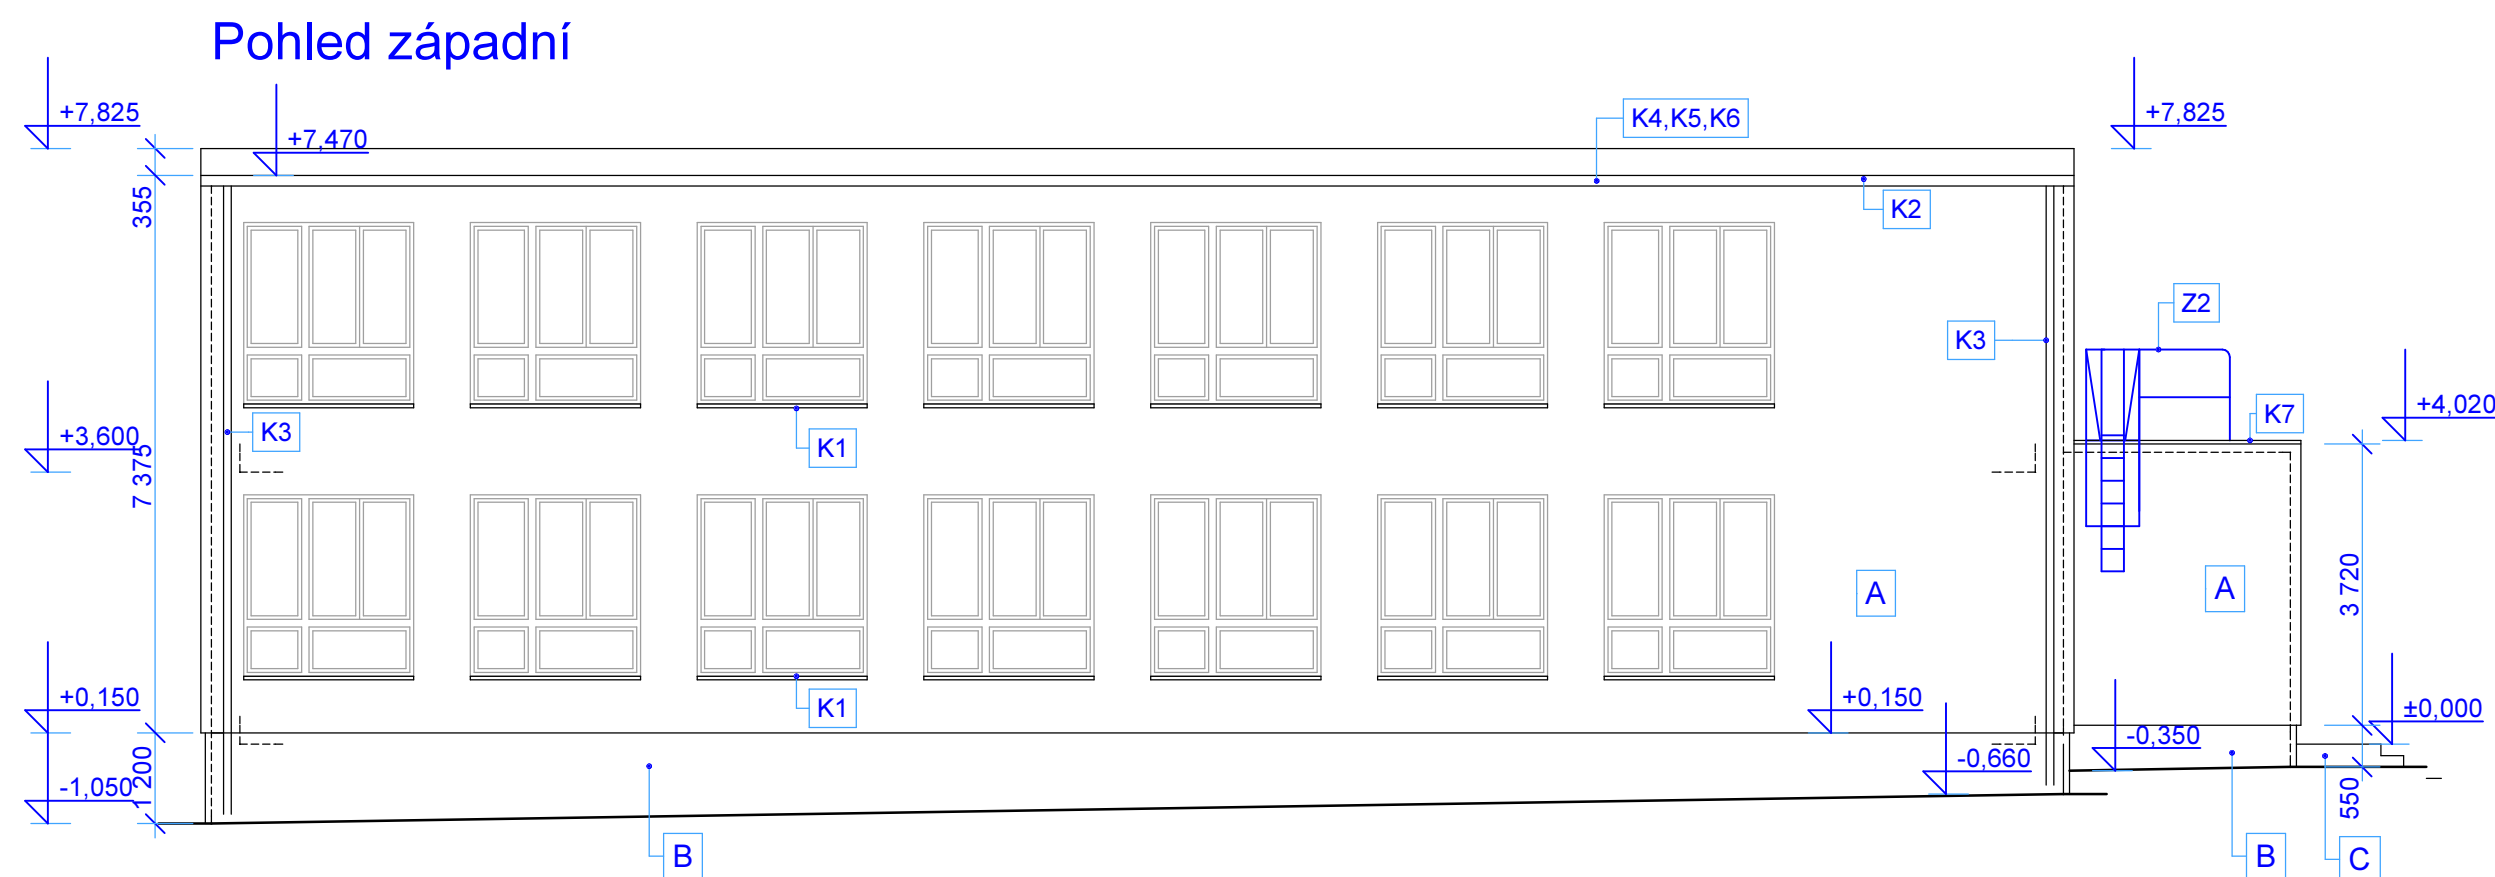 Pohled západní
+7,825
+7,470
K4,K5,K6
+7,825
355
K2
Z2
K3
K7
+4,020
K3
K1
+3,600
7 375
A
A
3 720
K1
+0,150
+0,150
±0,000
-0,350
-0,660
1 200
-1,050
550
B
B
C